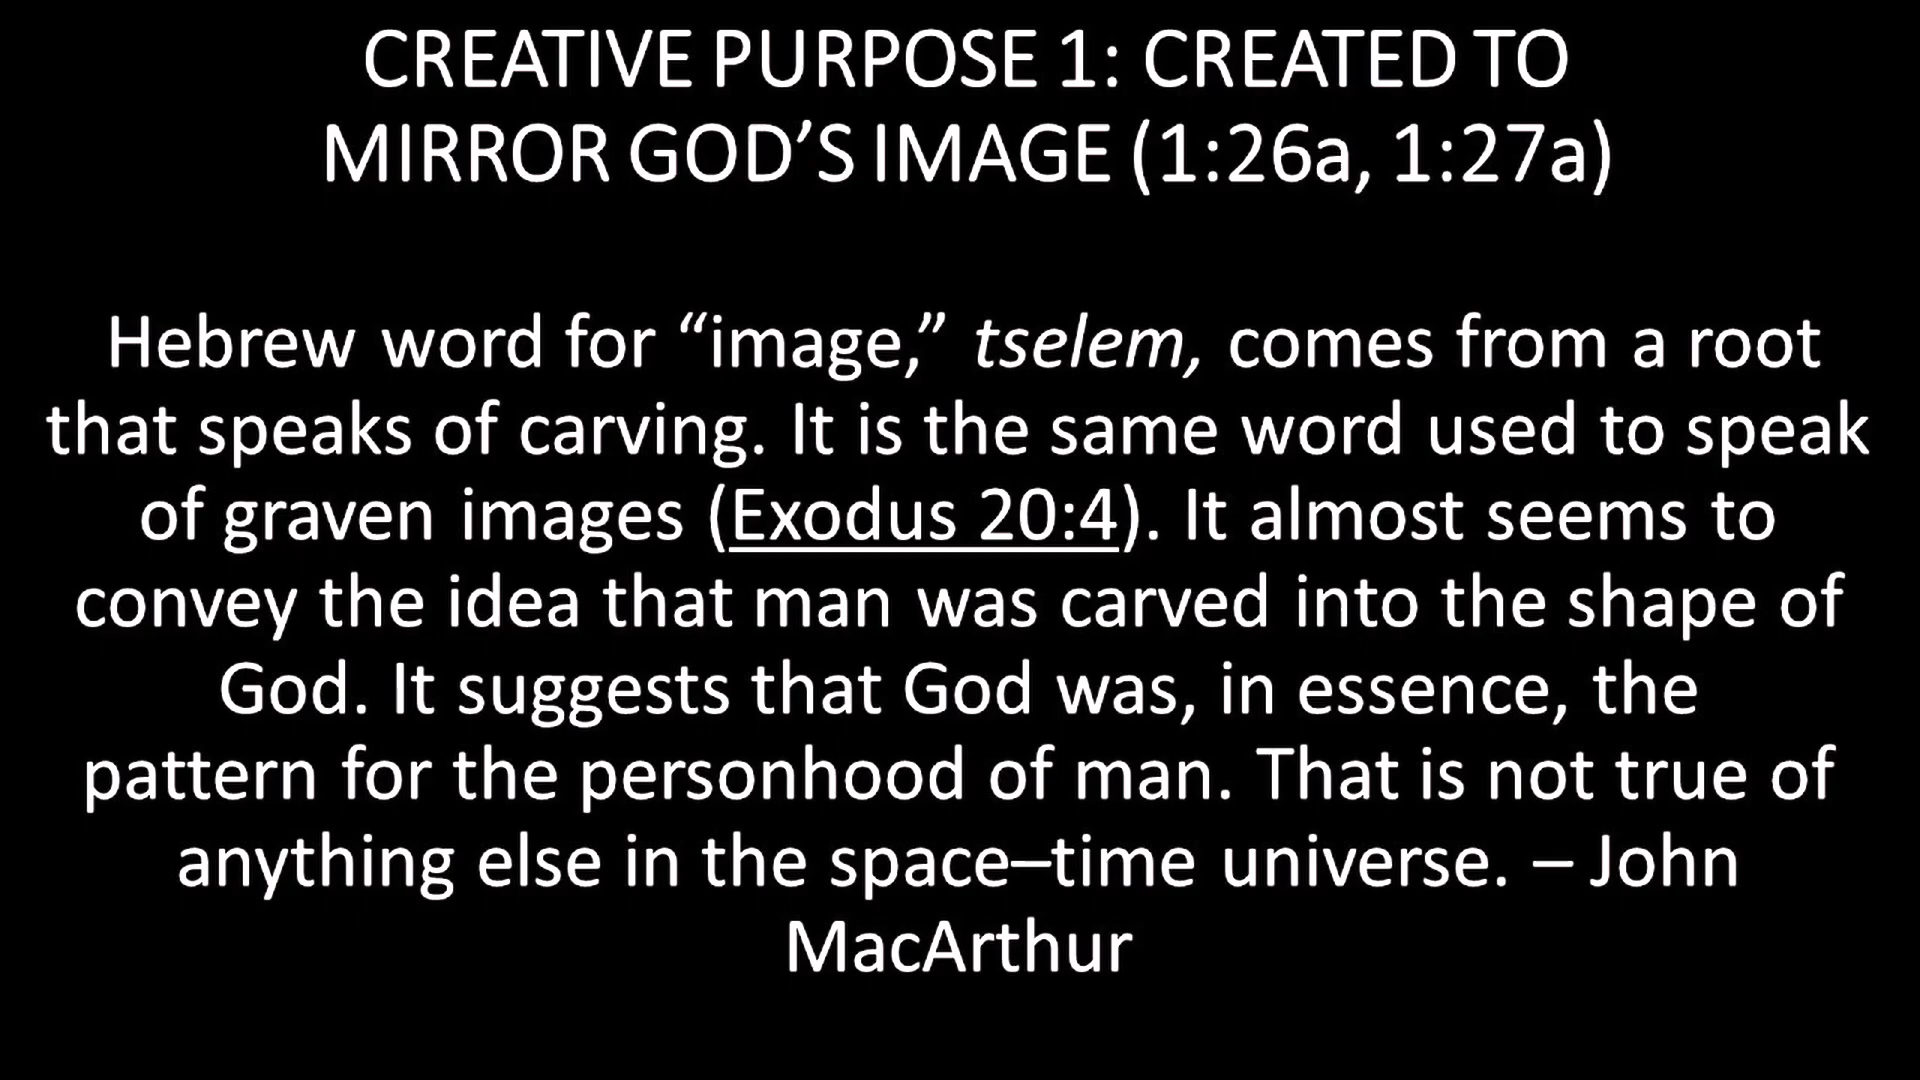 CREATIVE PURPOSE 1: CREATED TO
MIRROR GOD’S IMAGE (1:26a, 1:27a)
Hebrew word for “image,” tselem, comes from a root
that speaks of carving. It is the same word used to speak
of graven images (Exodus 20:4). It almost seems to
convey the idea that man was carved into the shape of
God. It suggests that God was, in essence, the
pattern for the personhood of man. That is not true of
anything else in the space–time universe. – John
MacArthur